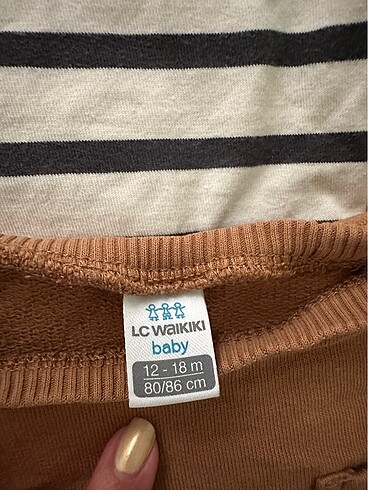 LC WAIKIKI
baby
12 - 18 m
80/86 cm